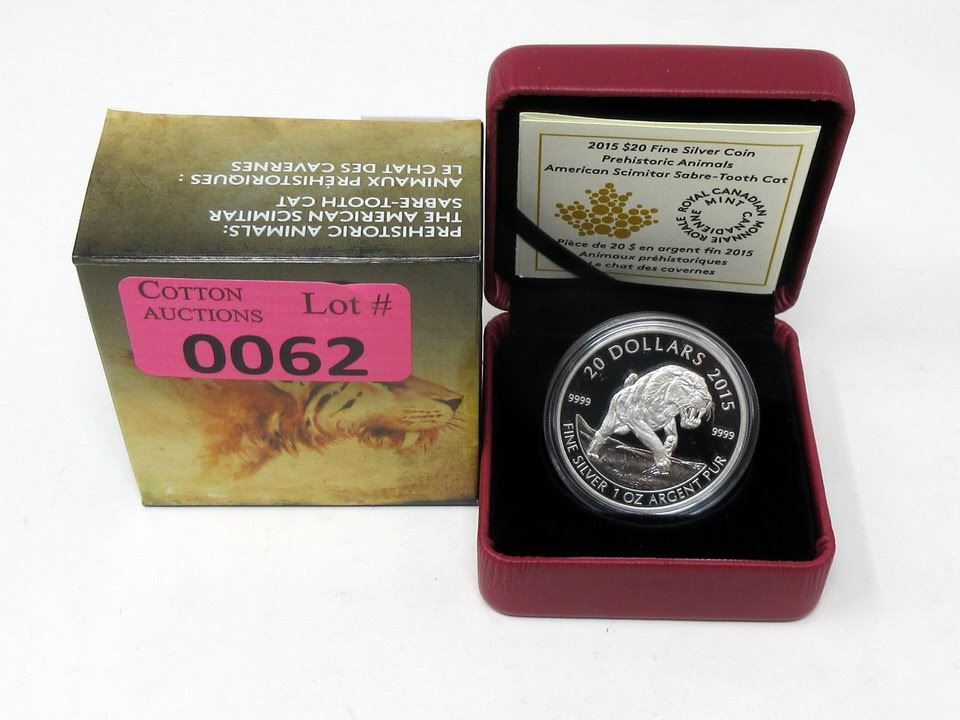 PREHISTORIC ANIMALS:
THE AMERICAN SCIMITAR
SABRE-TOOTH CAT
ANIMAUX PRÉHISTORIQUES :
LE CHAT DES CAVERNES
COTTON
AUCTIONS
Lot #
0062
2015 $20 Fine Silver Coin
Prehistoric Animals
American Scimitar Sabre-Tooth Cat
ROYAL CANADIAN MINT
MONNAIE ROYALE CANADIENNE
Pièce de 20 $ en argent fin 2015
Animaux préhistoriques
Le chat des cavernes
20 DOLLARS 2015
9999
9999
FINE SILVER 1 OZ ARGENT PUR